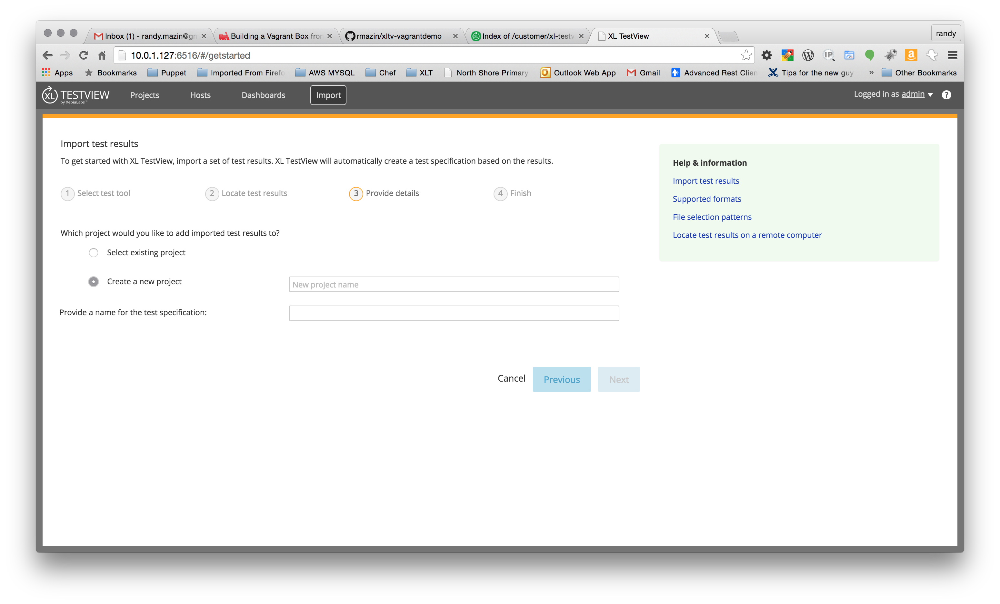 Inbox (1) - randy.mazin@gm
Building a Vagrant Box from
rmazin/xltv-vagrantdemo
Index of /customer/xl-testv
XL TestView
randy
10.0.1.127:6516/#/getstarted
IP
Apps
Bookmarks
Puppet
Imported From Firefo
AWS MYSQL
Chef
XLT
North Shore Primary
Outlook Web App
Gmail
Advanced Rest Clien
Tips for the new guy
»
Other Bookmarks
XL TESTVIEW
by XebiaLabs™
Projects
Hosts
Dashboards
Import
Logged in as admin
?
Import test results
To get started with XL TestView, import a set of test results. XL TestView will automatically create a test specification based on the results.
1 Select test tool
2 Locate test results
3 Provide details
4 Finish
Which project would you like to add imported test results to?
Select existing project
Create a new project
New project name
Provide a name for the test specification:
Cancel
Previous
Next
Help & information
Import test results
Supported formats
File selection patterns
Locate test results on a remote computer